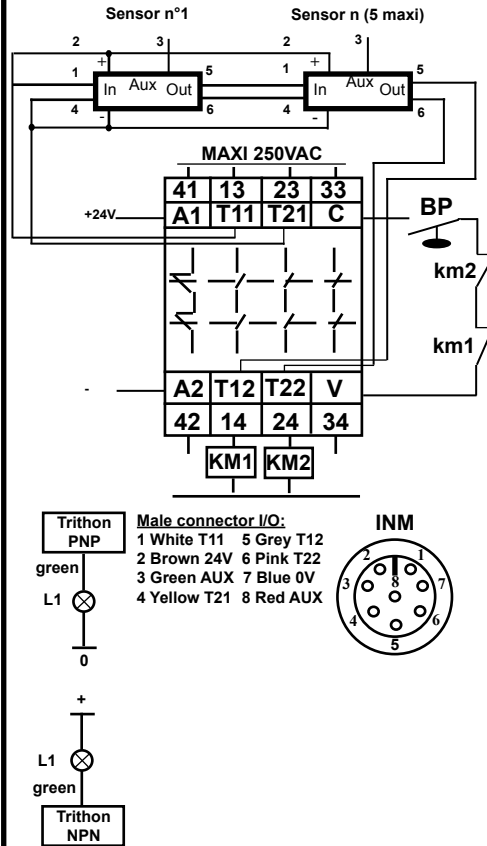 Sensor n°1 Sensor n (5 maxi)
2 3 2 3
+ +
1 5 1 5
In Aux Out In Aux Out
4 6 4 6
- -
MAXI 250VAC
41 13 23 33
+24V A1 T11 T21 C BP
km2
km1
- A2 T12 T22 V
42 14 24 34
KM1 KM2
Trithon
PNP
green
L1
0
+
L1
green
Trithon
NPN
Male connector I/O:
1 White T11 5 Grey T12
2 Brown 24V 6 Pink T22
3 Green AUX 7 Blue 0V
4 Yellow T21 8 Red AUX
INM
2 1
3 8 7
4 6
5